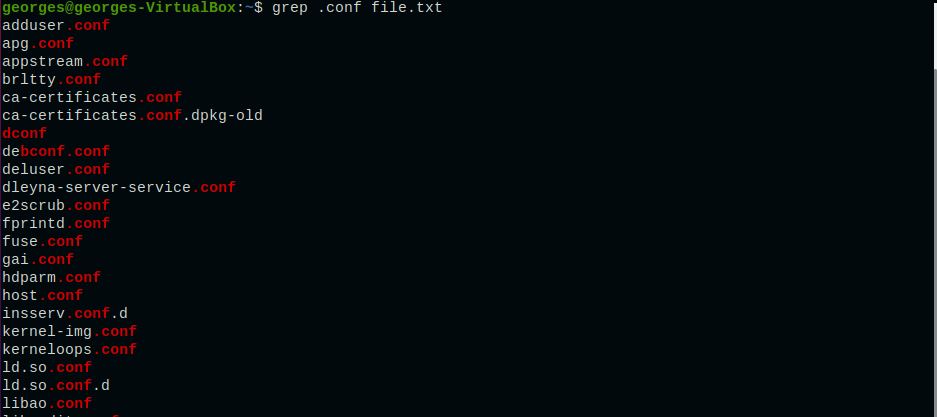 georges@georges-VirtualBox:~$ grep .conf file.txt
adduser.conf
apg.conf
appstream.conf
brltty.conf
ca-certificates.conf
ca-certificates.conf.dpkg-old
dconf
debconf.conf
deluser.conf
dleyna-server-service.conf
e2scrub.conf
fprintd.conf
fuse.conf
gai.conf
hdparm.conf
host.conf
insserv.conf.d
kernel-img.conf
kerneloops.conf
ld.so.conf
ld.so.conf.d
libao.conf